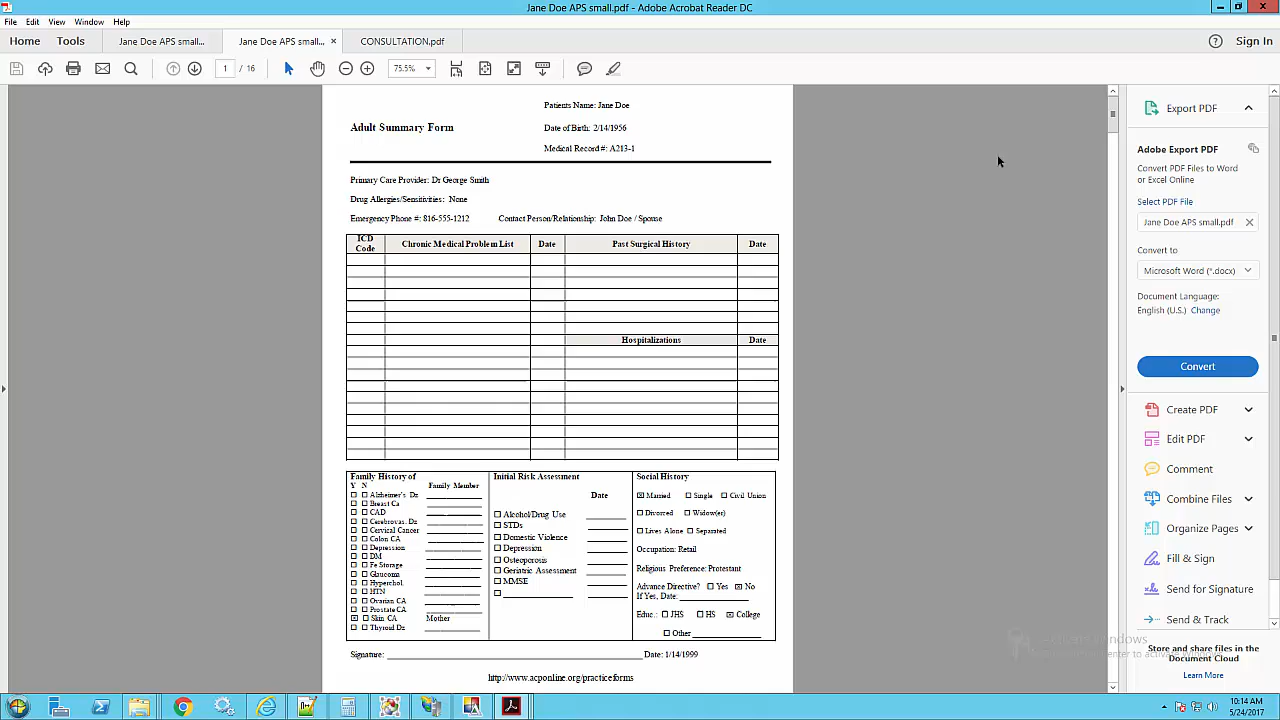 Jane Doe APS small.pdf - Adobe Acrobat Reader DC
File Edit View Window Help
Home Tools Jane Doe APS small... Jane Doe APS small... × CONSULTATION.pdf Sign In
1 / 16 75.5%
Patients Name: Jane Doe
Adult Summary Form Date of Birth: 2/14/1956
Medical Record #: A213-1
Primary Care Provider: Dr George Smith
Drug Allergies/Sensitivities: None
Emergency Phone #: 816-555-1212 Contact Person/Relationship: John Doe / Spouse
ICD Code Chronic Medical Problem List Date Past Surgical History Date
Hospitalizations Date
Family History of
Y N Family Member
Alzheimer's Dz
Breast Ca
CAD
Cerebrovas. Dz
Cervical Cancer
Colon CA
Depression
DM
Fe Storage
Glaucoma
Hyperchol.
HTN
Ovarian CA
Prostate CA
Skin CA Mother
Thyroid Dz
Initial Risk Assessment
Date
Alcohol/Drug Use
STDs
Domestic Violence
Depression
Osteoporosis
Geriatric Assessment
MMSE
Social History
Married Single Civil Union
Divorced Widow(er)
Lives Alone Separated
Occupation: Retail
Religious Preference: Protestant
Advance Directive? Yes No
If Yes, Date:
Educ.: JHS HS College
Other
Signature: Date: 1/14/1999
http://www.acponline.org/practiceforms
Export PDF
Adobe Export PDF
Convert PDF Files to Word
or Excel Online
Select PDF File
Jane Doe APS small.pdf
Convert to
Microsoft Word (*.docx)
Document Language:
English (U.S.) Change
Convert
Create PDF
Edit PDF
Comment
Combine Files
Organize Pages
Fill & Sign
Send for Signature
Send & Track
Store and share files in the
Document Cloud
Learn More
10:14 AM
5/24/2017